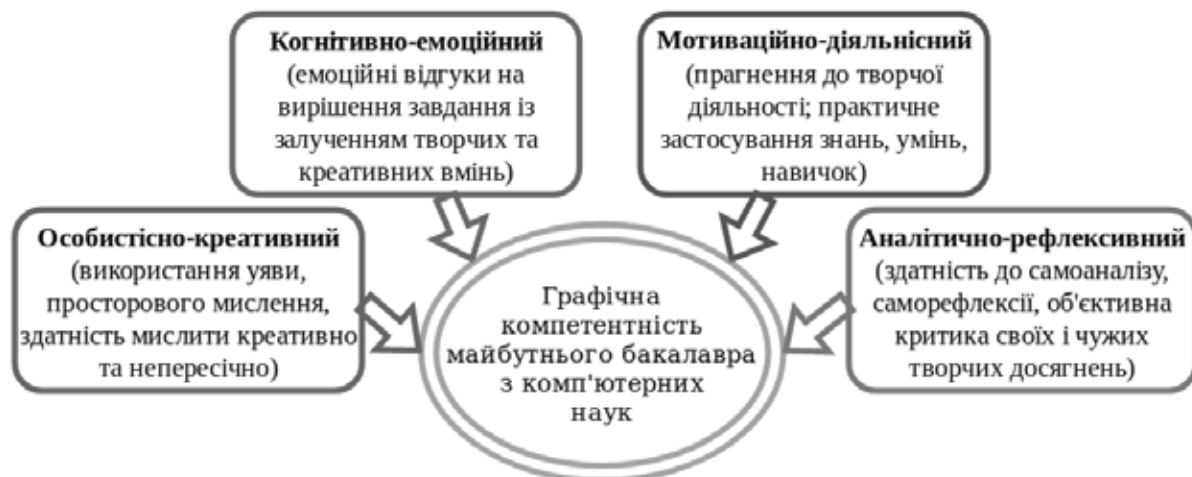 Когнітивно-емоційний
(емоційні відгуки на
вирішення завдання із
залученням творчих та
креативних вмінь)
Мотиваційно-діяльнісний
(прагнення до творчої
діяльності; практичне
застосування знань, умінь,
навичок)
Особистісно-креативний
(використання уяви,
просторового мислення,
здатність мислити креативно
та непересічно)
Графічна
компетентність
майбутнього бакалавра
з комп'ютерних
наук
Аналітично-рефлексивний
(здатність до самоаналізу,
саморефлексії, об'єктивна
критика своїх і чужих
творчих досягнень)